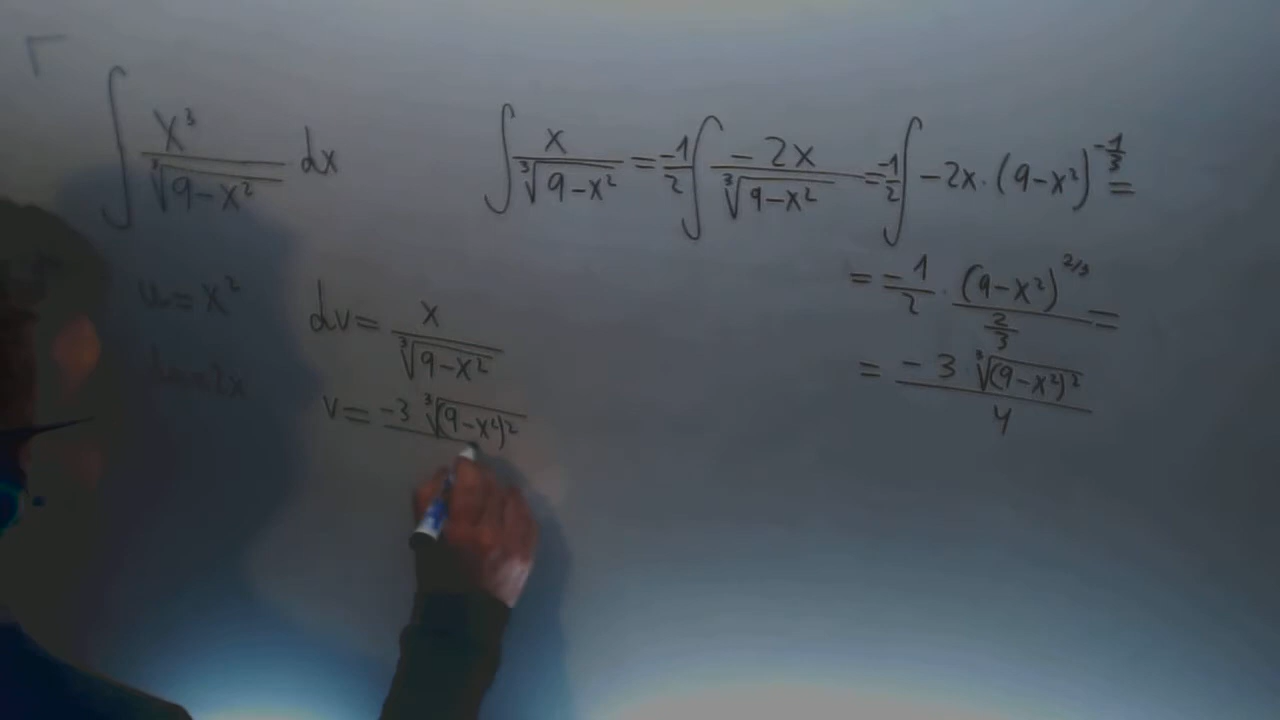 ∫ x³/∛(9-x²) dx
∫ x/∛(9-x²) = -1/2 ∫ -2x/∛(9-x²) = -1/2 ∫ -2x·(9-x²)^(-1/3) =
= -1/2 · (9-x²)^(2/3)/(2/3) =
= -3 ∛((9-x²)²)/4
u = x²
dv = x/∛(9-x²)
v = -3 ∛((9-x²)²)